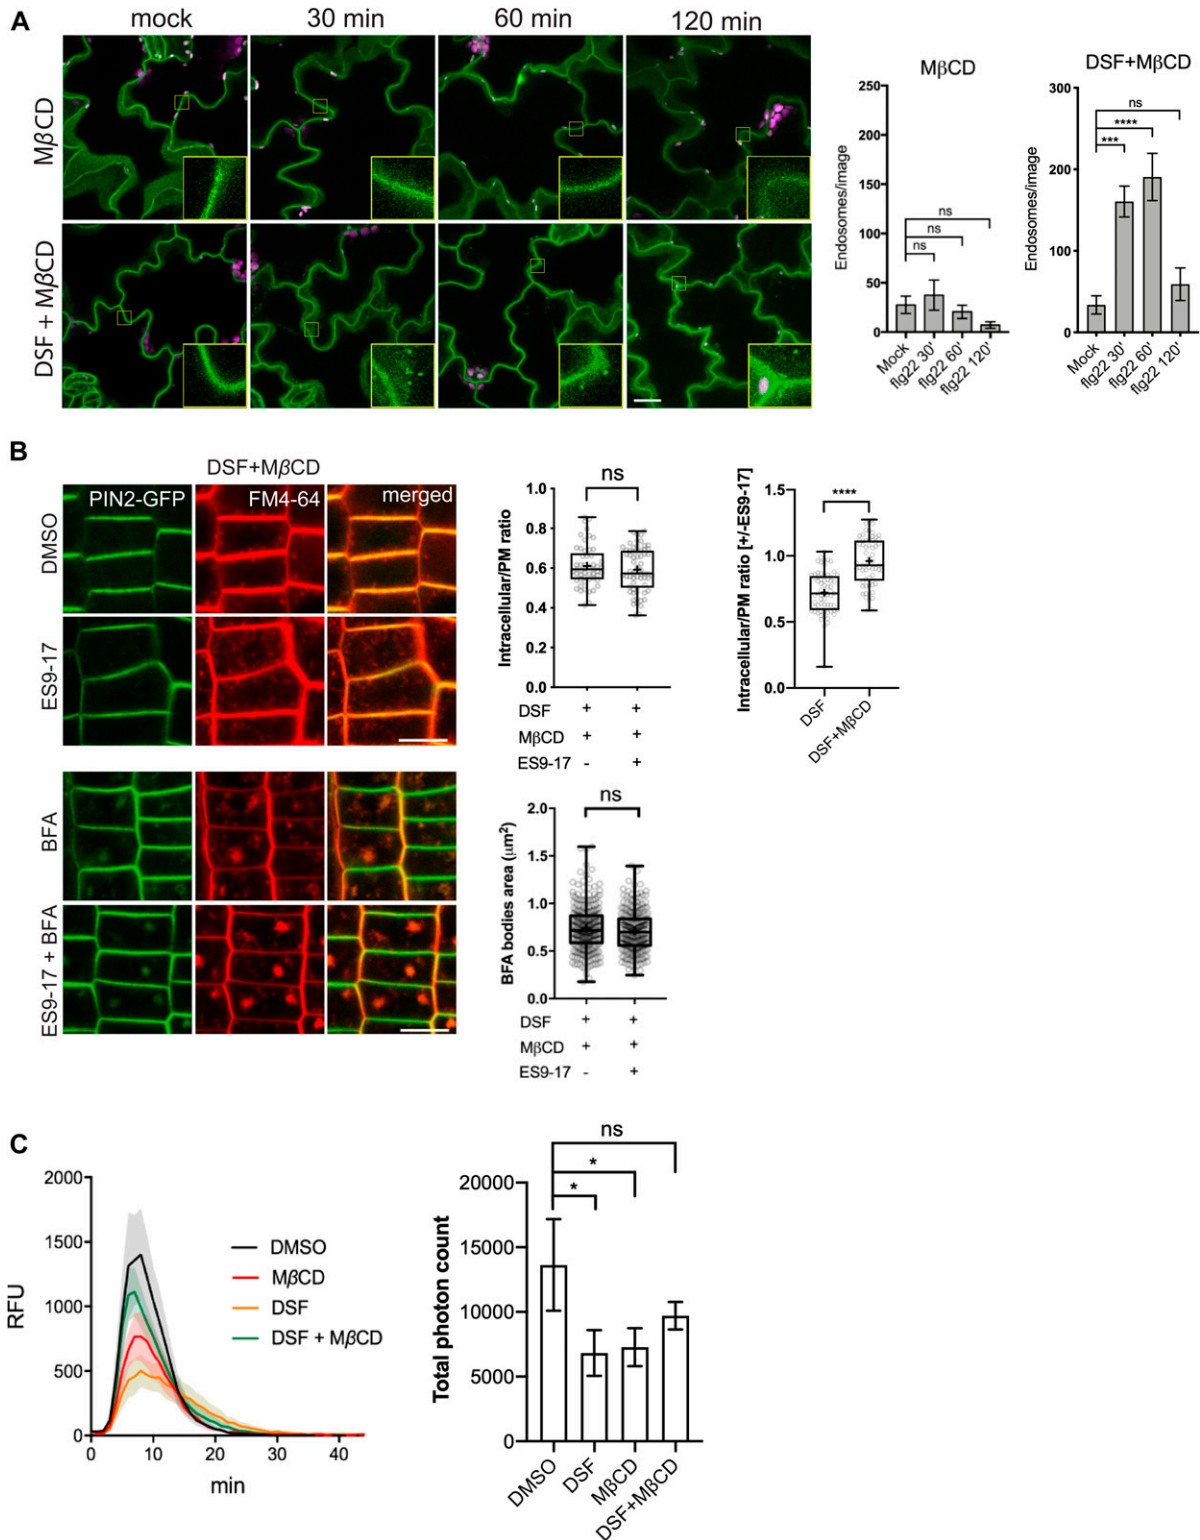 A
mock
30 min
60 min
120 min
MβCD
DSF + MβCD
MβCD
Endosomes/image
250
200
150
100
50
0
ns
ns
ns
Mock
flg22 30'
flg22 60'
flg22 120'
DSF+MβCD
Endosomes/image
300
200
100
0
ns
****
***
Mock
flg22 30'
flg22 60'
flg22 120'
B
DSF+MβCD
PIN2-GFP
FM4-64
merged
DMSO
ES9-17
BFA
ES9-17 + BFA
ns
Intracellular/PM ratio
1.0
0.8
0.6
0.4
0.2
0.0
DSF + +
MβCD + +
ES9-17 - +
Intracellular/PM ratio [+/-ES9-17]
1.5
1.0
0.5
0.0
****
DSF
DSF+MβCD
ns
BFA bodies area (μm²)
2.0
1.5
1.0
0.5
0.0
DSF + +
MβCD + +
ES9-17 - +
C
RFU
2000
1500
1000
500
0
0 10 20 30 40
min
DMSO
MβCD
DSF
DSF + MβCD
Total photon count
20000
15000
10000
5000
0
ns
*
*
DMSO
DSF
MβCD
DSF+MβCD